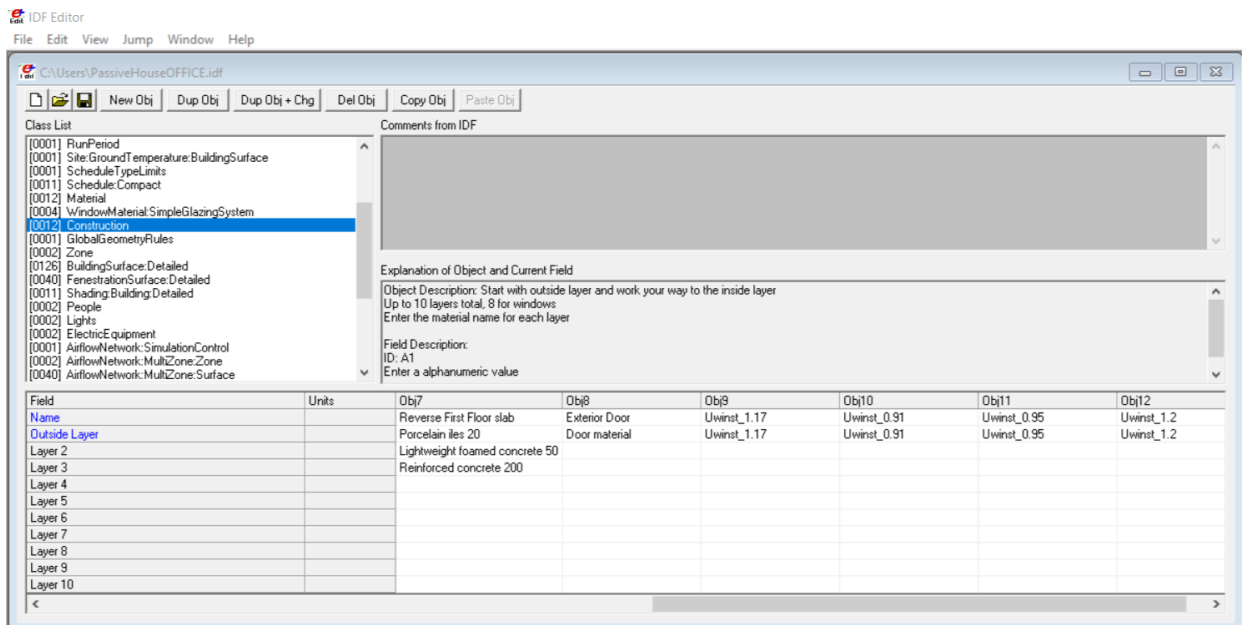 IDF Editor
File Edit View Jump Window Help
C:\Users\PassiveHouseOFFICE.idf
New Obj Dup Obj Dup Obj + Chg Del Obj Copy Obj Paste Obj
Class List
[0001] RunPeriod
[0001] Site:GroundTemperature:BuildingSurface
[0001] ScheduleTypeLimits
[0011] Schedule:Compact
[0012] Material
[0004] WindowMaterial:SimpleGlazingSystem
[0012] Construction
[0001] GlobalGeometryRules
[0002] Zone
[0126] BuildingSurface:Detailed
[0040] FenestrationSurface:Detailed
[0011] Shading:Building:Detailed
[0002] People
[0002] Lights
[0002] ElectricEquipment
[0001] AirflowNetwork:SimulationControl
[0002] AirflowNetwork:MultiZone:Zone
[0040] AirflowNetwork:MultiZone:Surface
Comments from IDF
Explanation of Object and Current Field
Object Description: Start with outside layer and work your way to the inside layer
Up to 10 layers total, 8 for windows
Enter the material name for each layer
Field Description:
ID: A1
Enter a alphanumeric value
Field Units Obj7 Obj8 Obj9 Obj10 Obj11 Obj12
Name Reverse First Floor slab Exterior Door Uwinst_1.17 Uwinst_0.91 Uwinst_0.95 Uwinst_1.2
Outside Layer Porcelain iles 20 Door material Uwinst_1.17 Uwinst_0.91 Uwinst_0.95 Uwinst_1.2
Layer 2 Lightweight foamed concrete 50
Layer 3 Reinforced concrete 200
Layer 4
Layer 5
Layer 6
Layer 7
Layer 8
Layer 9
Layer 10